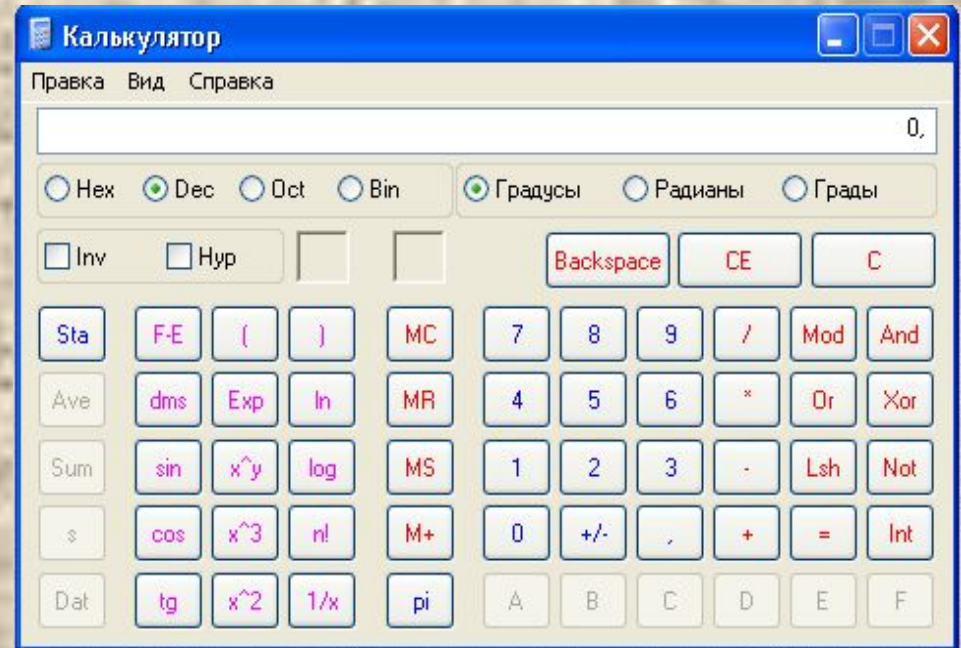 Калькулятор
Правка Вид Справка
0,
Hex Dec Oct Bin Градусы Радианы Грады
Inv Hyp Backspace CE C
Sta F-E ( ) MC 7 8 9 / Mod And
Ave dms Exp ln MR 4 5 6 * Or Xor
Sum sin x^y log MS 1 2 3 - Lsh Not
s cos x^3 n! M+ 0 +/- , + = Int
Dat tg x^2 1/x pi A B C D E F